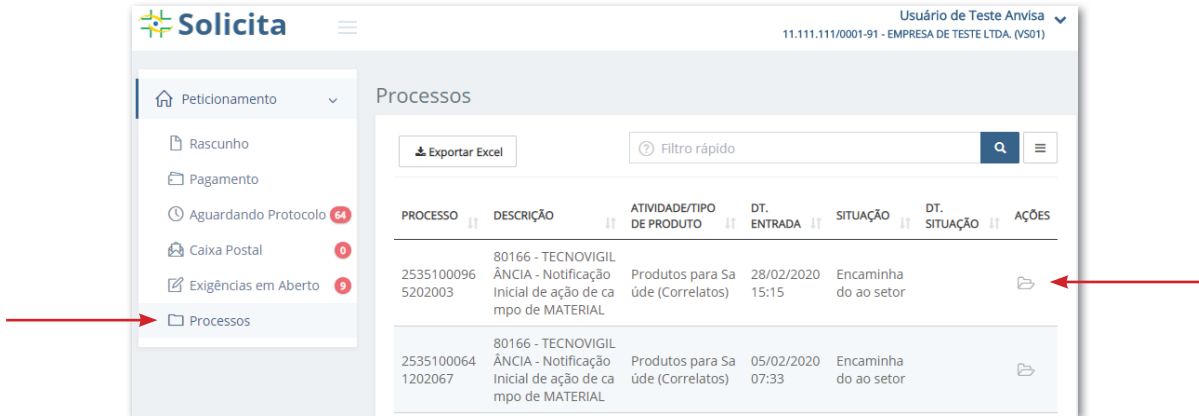 Solicita
Usuário de Teste Anvisa
11.111.111/0001-91 - EMPRESA DE TESTE LTDA. (VS01)
Peticionamento
Rascunho
Pagamento
Aguardando Protocolo 64
Caixa Postal 0
Exigências em Aberto 9
Processos
Processos
Exportar Excel
Filtro rápido
PROCESSO DESCRIÇÃO ATIVIDADE/TIPO DE PRODUTO DT. ENTRADA SITUAÇÃO DT. SITUAÇÃO AÇÕES
80166 - TECNOVIGIL
2535100096 ÂNCIA - Notificação Produtos para Sa 28/02/2020 Encaminha
5202003 Inicial de ação de ca úde (Correlatos) 15:15 do ao setor
mpo de MATERIAL
80166 - TECNOVIGIL
2535100064 ÂNCIA - Notificação Produtos para Sa 05/02/2020 Encaminha
1202067 Inicial de ação de ca úde (Correlatos) 07:33 do ao setor
mpo de MATERIAL